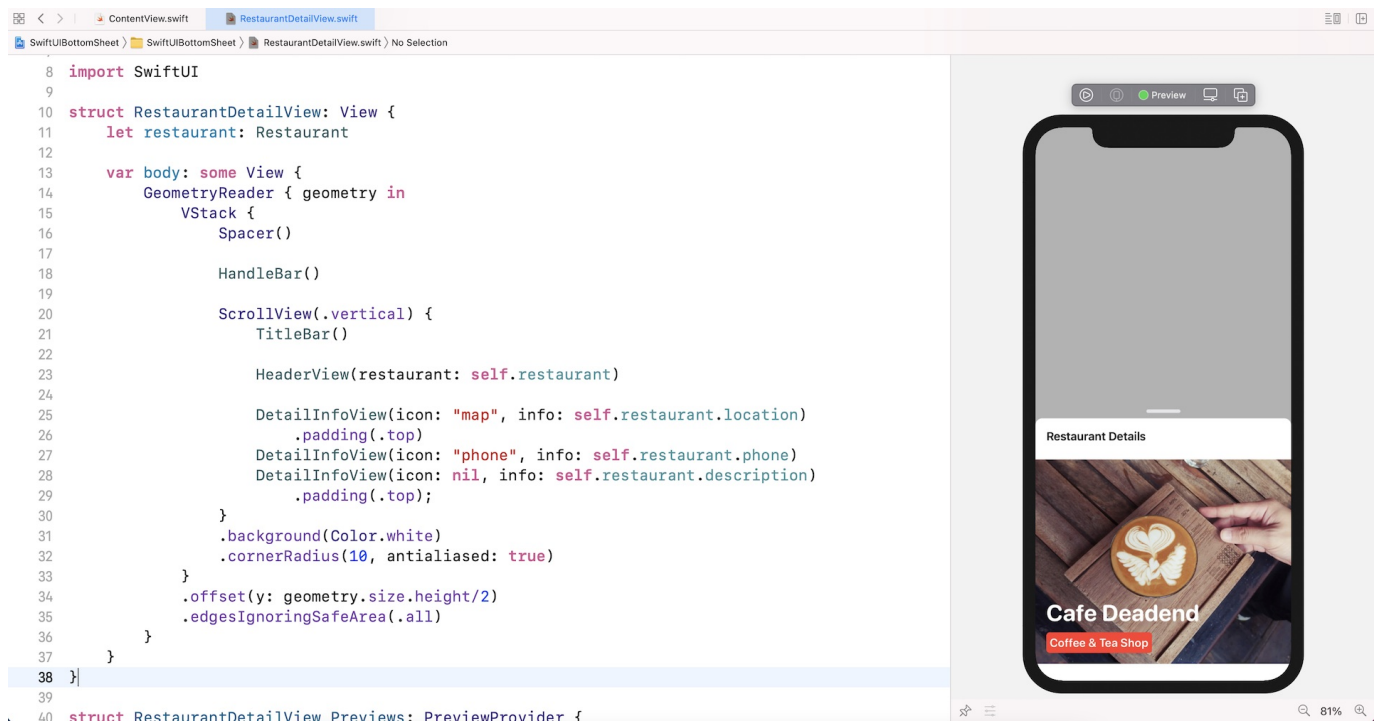 ContentView.swift
RestaurantDetailView.swift
SwiftUIBottomSheet SwiftUIBottomSheet RestaurantDetailView.swift No Selection
8 import SwiftUI
9
10 struct RestaurantDetailView: View {
11 let restaurant: Restaurant
12
13 var body: some View {
14 GeometryReader { geometry in
15 VStack {
16 Spacer()
17
18 HandleBar()
19
20 ScrollView(.vertical) {
21 TitleBar()
22
23 HeaderView(restaurant: self.restaurant)
24
25 DetailInfoView(icon: "map", info: self.restaurant.location)
26 .padding(.top)
27 DetailInfoView(icon: "phone", info: self.restaurant.phone)
28 DetailInfoView(icon: nil, info: self.restaurant.description)
29 .padding(.top);
30 }
31 .background(Color.white)
32 .cornerRadius(10, antialiased: true)
33 }
34 .offset(y: geometry.size.height/2)
35 .edgesIgnoringSafeArea(.all)
36 }
37 }
38 }
39
40 struct RestaurantDetailView_Previews: PreviewProvider {
Preview
Restaurant Details
Cafe Deadend
Coffee & Tea Shop
81%